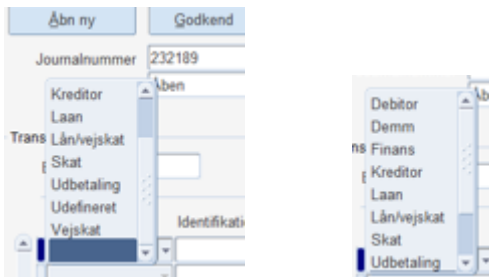 Åbn ny
Godkend
Journalnummer
232189
Kreditor
Laan
Trans
Lån/vejskat
Skat
Udbetaling
Udefineret
Vejskat
Identifikati
Debitor
Demm
Finans
Kreditor
Laan
Lån/vejskat
Skat
Udbetaling